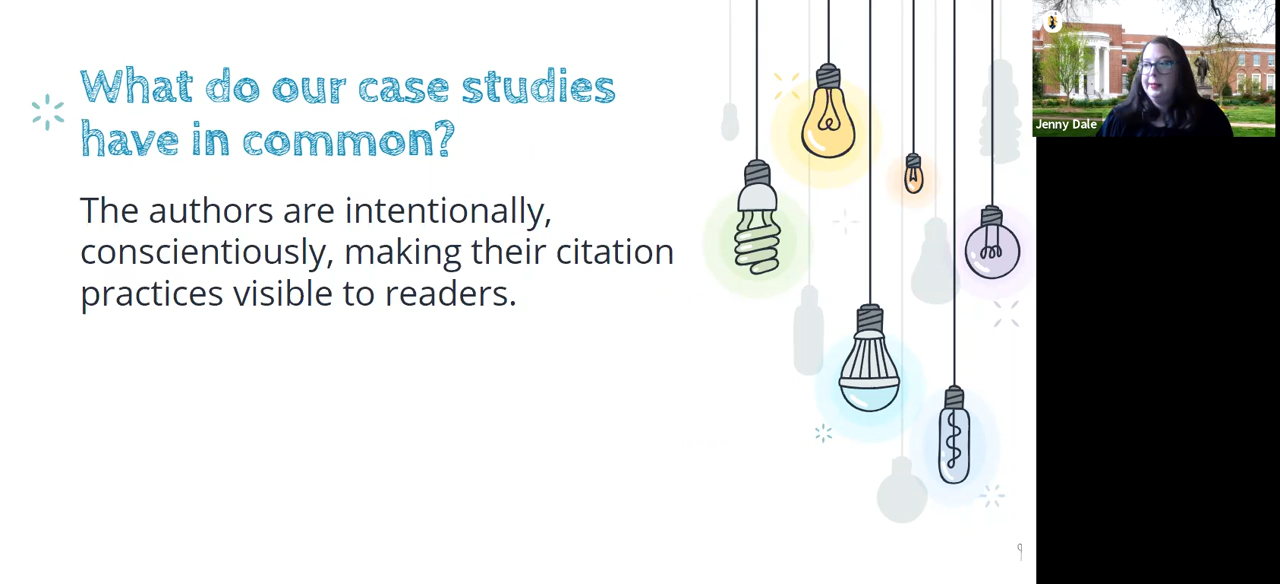 What do our case studies
have in common?
The authors are intentionally,
conscientiously, making their citation
practices visible to readers.
Jenny Dale
9